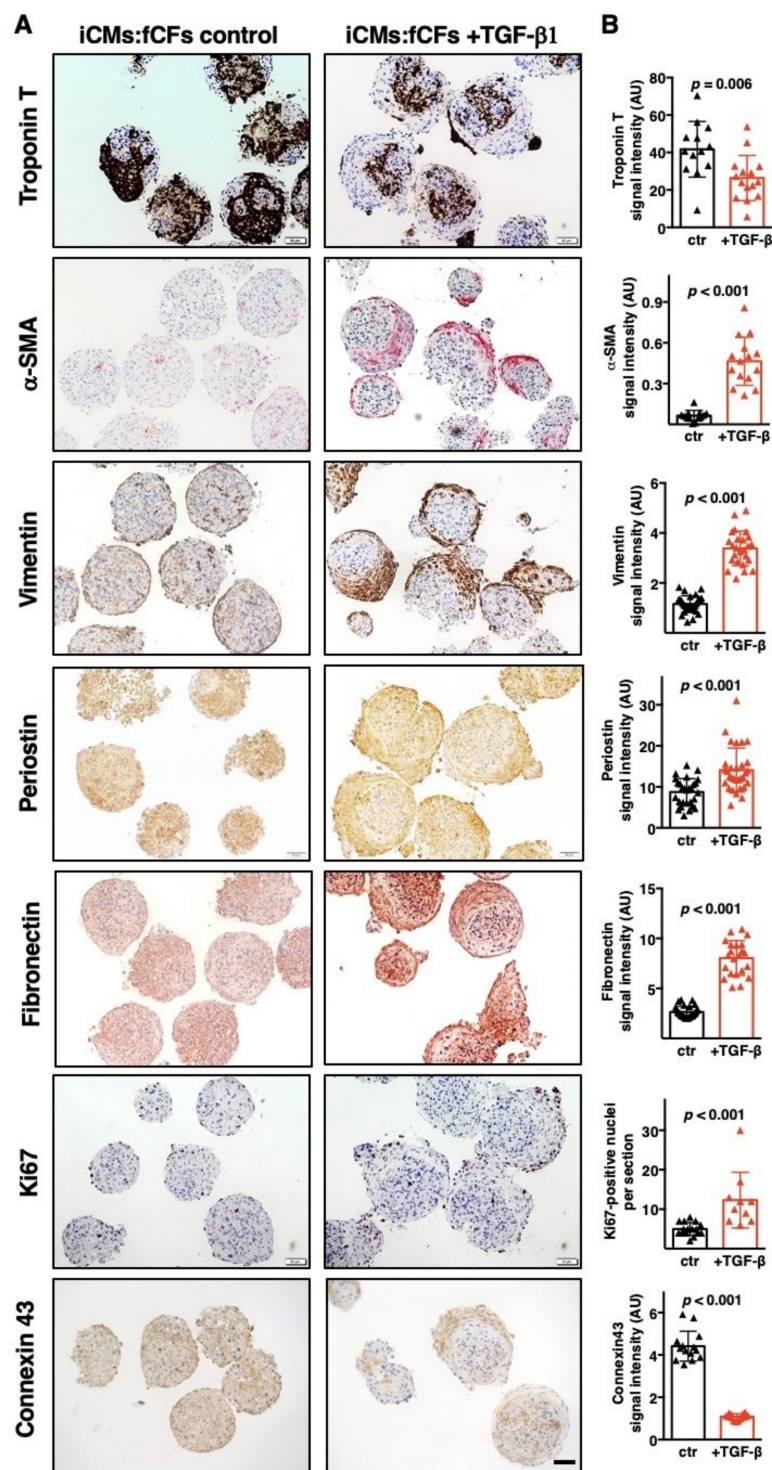 A
iCMs:fCFs control
iCMs:fCFs +TGF-β1
B
Troponin T
Troponin T
signal intensity (AU)
80
60
40
20
0
p = 0.006
ctr
+TGF-β
α-SMA
α-SMA
signal intensity (AU)
0.9
0.6
0.3
p < 0.001
ctr
+TGF-β
Vimentin
Vimentin
signal intensity (AU)
6
4
2
p < 0.001
ctr
+TGF-β
Periostin
Periostin
signal intensity (AU)
30
20
10
0
p < 0.001
ctr
+TGF-β
Fibronectin
Fibronectin
signal intensity (AU)
15
10
5
p < 0.001
ctr
+TGF-β
Ki67
Ki67-positive nuclei
per section
30
20
10
p < 0.001
ctr
+TGF-β
Connexin 43
Connexin43
signal intensity (AU)
6
4
2
0
p < 0.001
ctr
+TGF-β